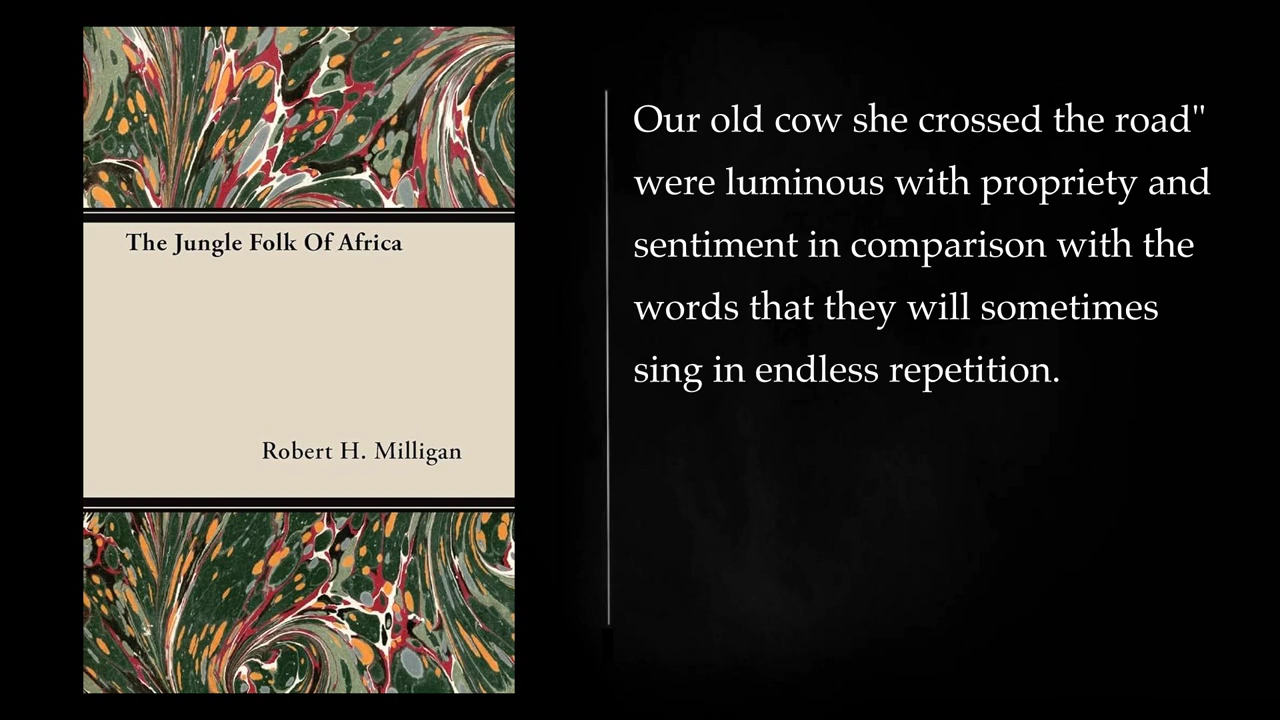 The Jungle Folk Of Africa
Robert H. Milligan
Our old cow she crossed the road"
were luminous with propriety and
sentiment in comparison with the
words that they will sometimes
sing in endless repetition.